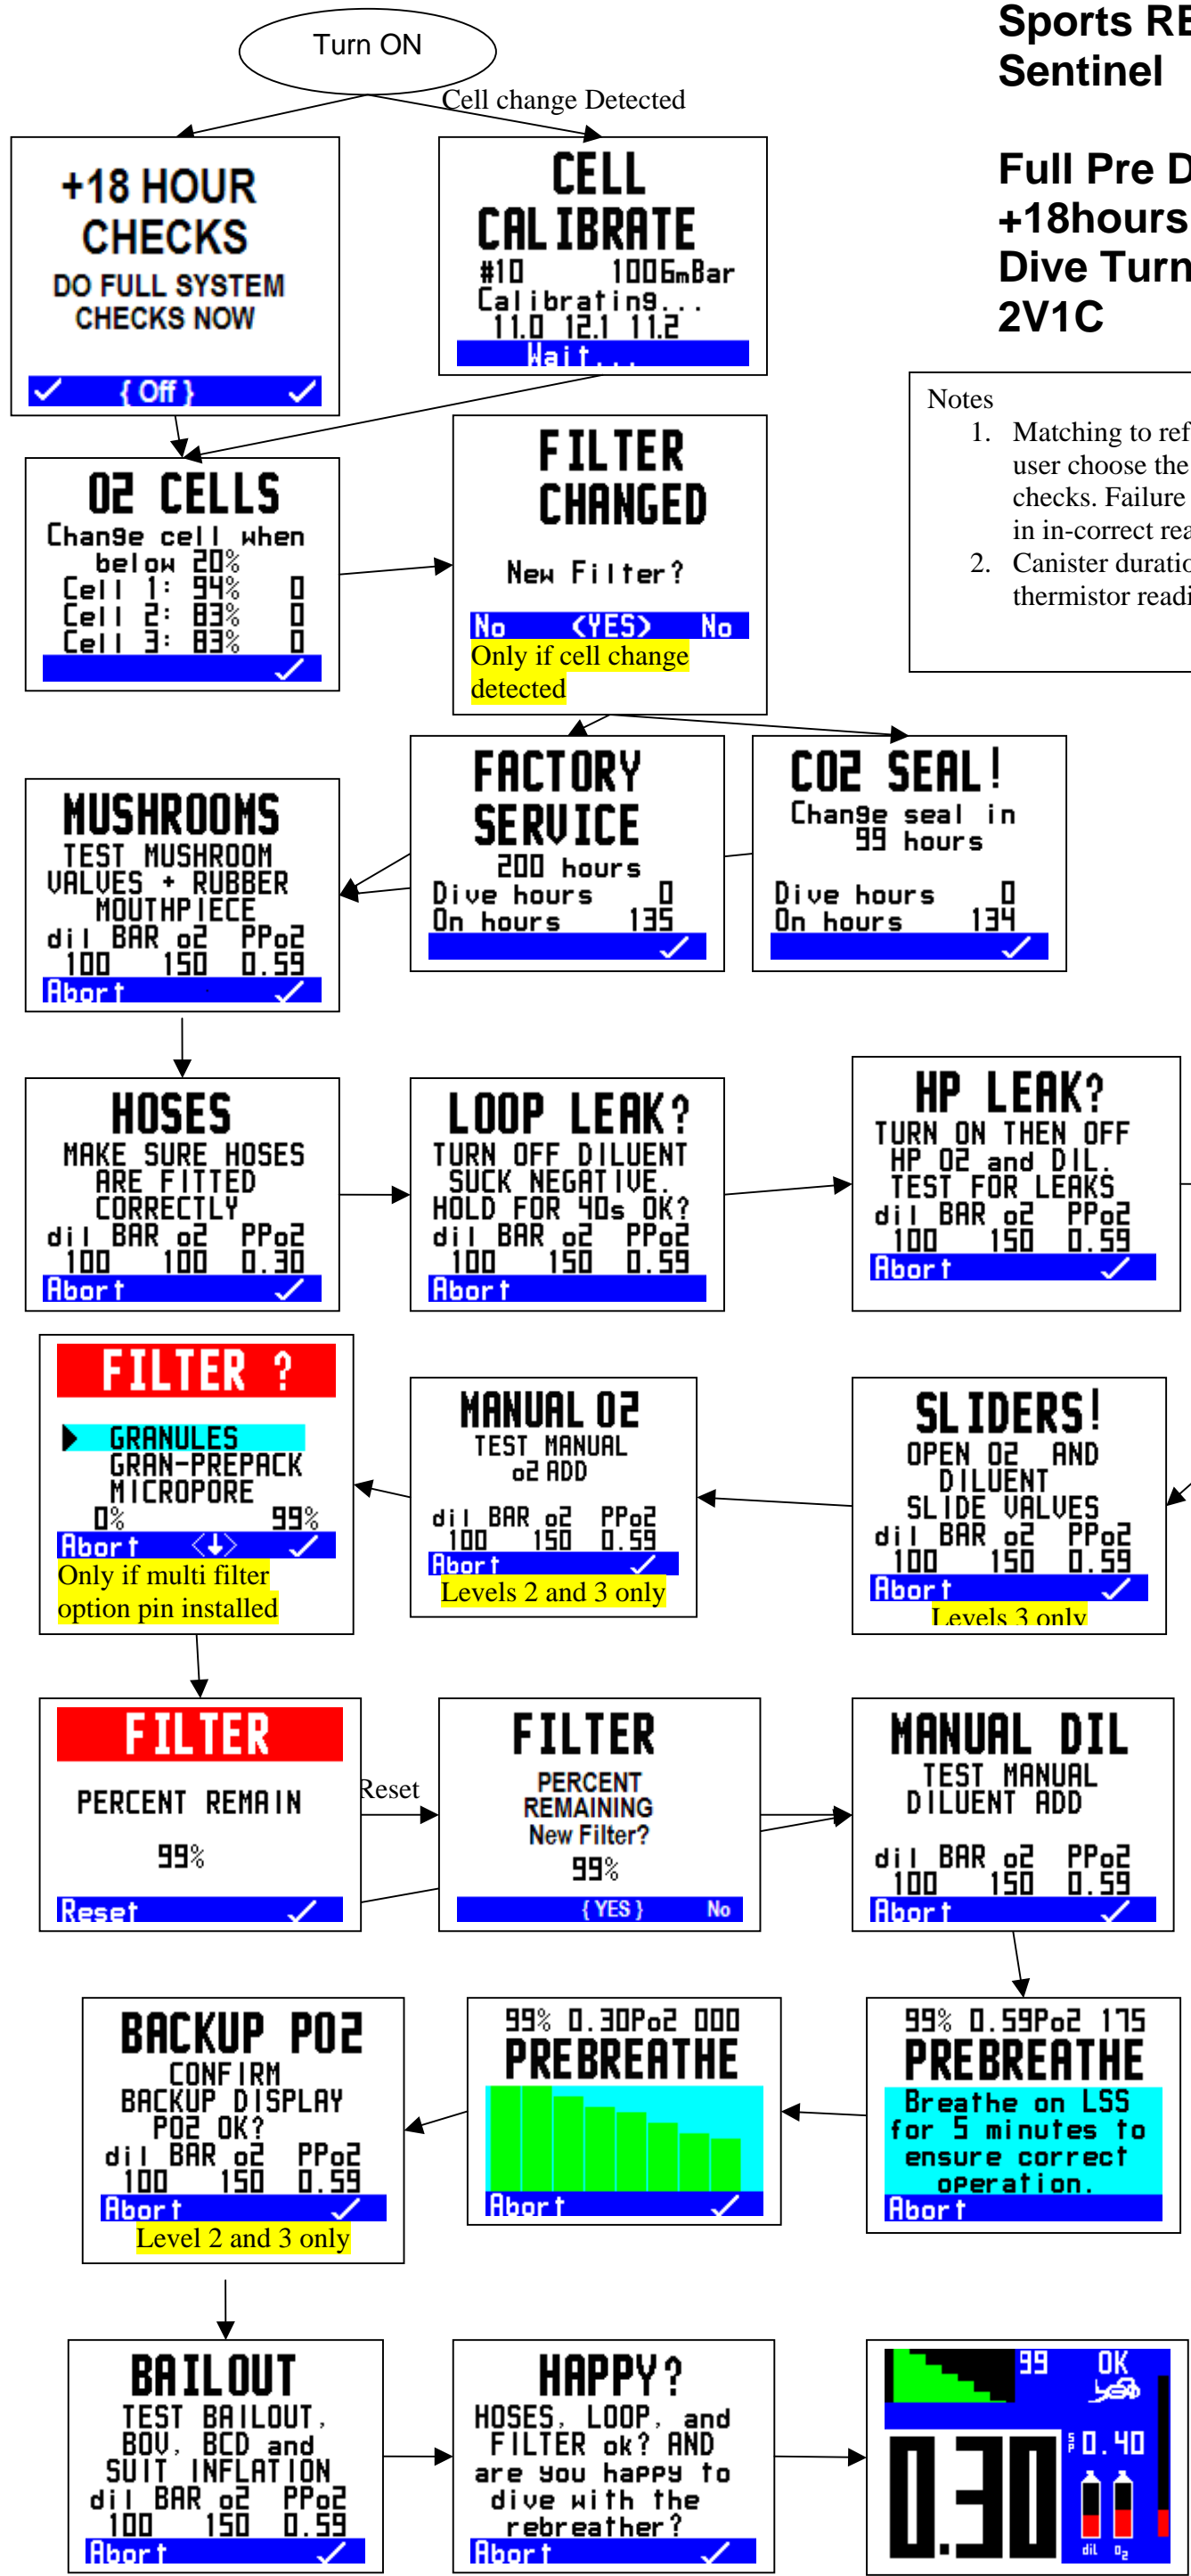 Sports RE
Sentinel
Full Pre D
+18hours
Dive Turn
2V1C
Notes
1. Matching to ref
user choose the
checks. Failure
in in-correct rea
2. Canister duratio
thermistor readi
Turn ON
Cell change Detected
+18 HOUR
CHECKS
DO FULL SYSTEM
CHECKS NOW
✓ { Off } ✓
CELL
CALIBRATE
#10 1006mBar
Calibrating...
11.0 12.1 11.2
Wait...
O2 CELLS
Change cell when
below 20%
Cell 1: 94% 0
Cell 2: 83% 0
Cell 3: 83% 0
✓
FILTER
CHANGED
New Filter?
No <YES> No
Only if cell change
detected
MUSHROOMS
TEST MUSHROOM
VALVES + RUBBER
MOUTHPIECE
dil BAR o2 PPo2
100 150 0.59
Abort ✓
FACTORY
SERVICE
200 hours
Dive hours 0
On hours 135
✓
CO2 SEAL!
Change seal in
99 hours
Dive hours 0
On hours 134
✓
HOSES
MAKE SURE HOSES
ARE FITTED
CORRECTLY
dil BAR o2 PPo2
100 100 0.30
Abort ✓
LOOP LEAK?
TURN OFF DILUENT
SUCK NEGATIVE.
HOLD FOR 40s OK?
dil BAR o2 PPo2
100 150 0.59
Abort
HP LEAK?
TURN ON THEN OFF
HP O2 and DIL.
TEST FOR LEAKS
dil BAR o2 PPo2
100 150 0.59
Abort ✓
FILTER ?
GRANULES
GRAN-PREPACK
MICROPORE
0% 99%
Abort <↓> ✓
Only if multi filter
option pin installed
MANUAL O2
TEST MANUAL
o2 ADD
dil BAR o2 PPo2
100 150 0.59
Abort ✓
Levels 2 and 3 only
SLIDERS!
OPEN O2 AND
DILUENT
SLIDE VALVES
dil BAR o2 PPo2
100 150 0.59
Abort ✓
Levels 3 only
FILTER
PERCENT REMAIN
99%
Reset ✓
Reset
FILTER
PERCENT
REMAINING
New Filter?
99%
{ YES } No
MANUAL DIL
TEST MANUAL
DILUENT ADD
dil BAR o2 PPo2
100 150 0.59
Abort ✓
BACKUP PO2
CONFIRM
BACKUP DISPLAY
PO2 OK?
dil BAR o2 PPo2
100 150 0.59
Abort ✓
Level 2 and 3 only
99% 0.30Po2 000
PREBREATHE
Abort ✓
99% 0.59Po2 175
PREBREATHE
Breathe on LSS
for 5 minutes to
ensure correct
operation.
Abort
BAILOUT
TEST BAILOUT,
BOV, BCD and
SUIT INFLATION
dil BAR o2 PPo2
100 150 0.59
Abort ✓
HAPPY?
HOSES, LOOP, and
FILTER ok? AND
are you happy to
dive with the
rebreather?
Abort ✓
99 OK
0.30
SP 0.40
dil O2